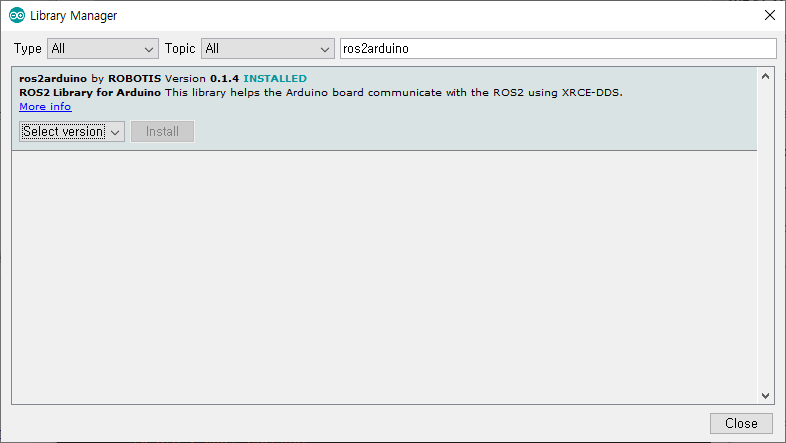 Library Manager
Type All Topic All ros2arduino
ros2arduino by ROBOTIS Version 0.1.4 INSTALLED
ROS2 Library for Arduino This library helps the Arduino board communicate with the ROS2 using XRCE-DDS.
More info
Select version Install
Close